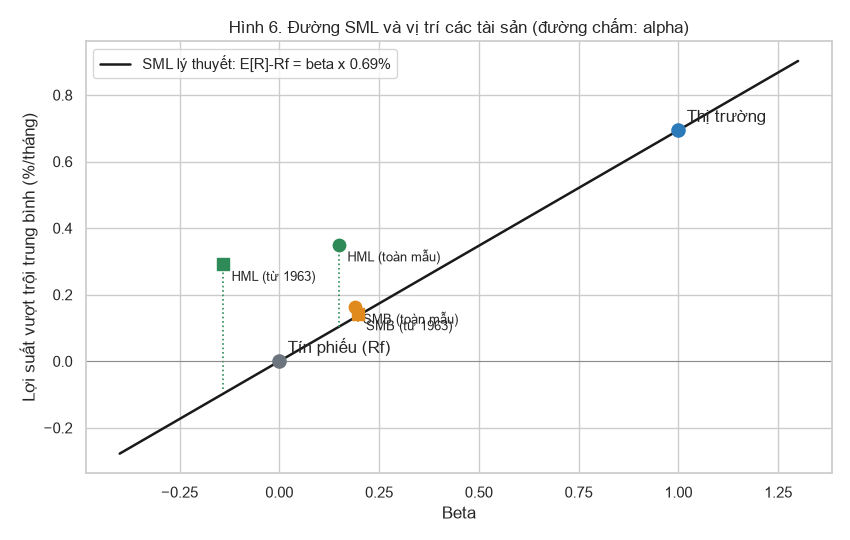 Hình 6. Đường SML và vị trí các tài sản (đường chấm: alpha)
SML lý thuyết: E[R]-Rf = beta x 0.69%
Lợi suất vượt trội trung bình (%/tháng)
0.8
0.6
0.4
0.2
0.0
−0.2
Thị trường
HML (toàn mẫu)
HML (từ 1963)
SMB (toàn mẫu)
SMB (từ 1963)
Tín phiếu (Rf)
−0.25
0.00
0.25
0.50
0.75
1.00
1.25
Beta